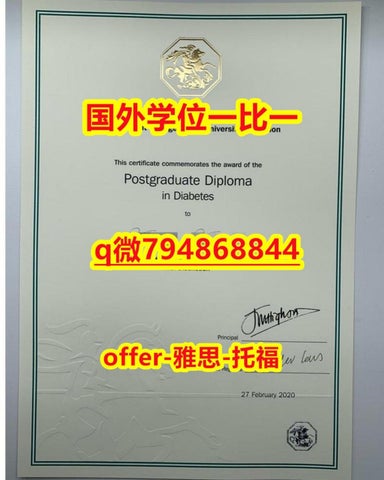 国外学位一比一
This certificate commemorates the award of the
Postgraduate Diploma
in Diabetes
to
q微794868844
Principal
offer-雅思-托福
27 February 2020